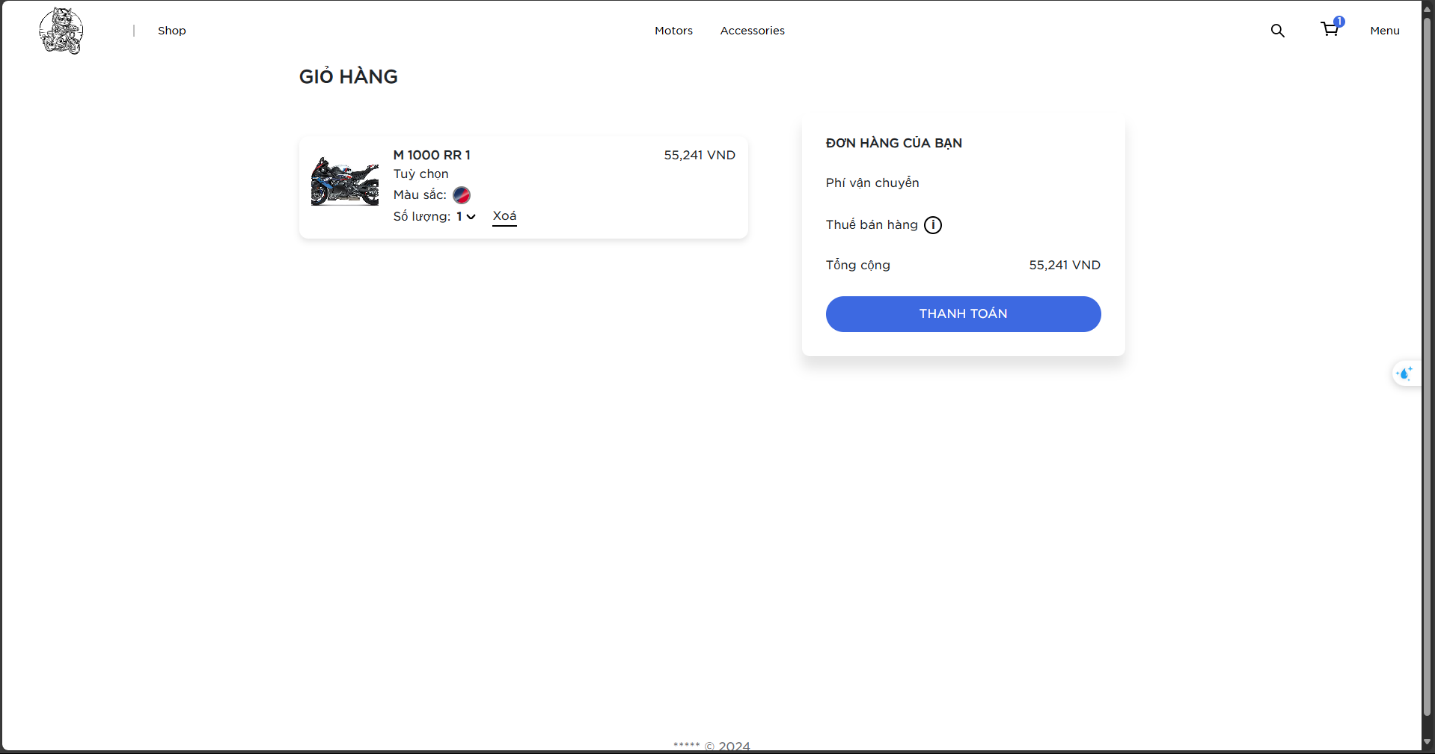 Shop
Motors
Accessories
1
Menu
GIỎ HÀNG
M 1000 RR 1
55,241 VND
Tuỳ chọn
Màu sắc:
Số lượng: 1
Xoá
ĐƠN HÀNG CỦA BẠN
Phí vân chuyển
Thuế bán hàng
Tổng cộng
55,241 VND
THANH TOÁN
***** © 2024